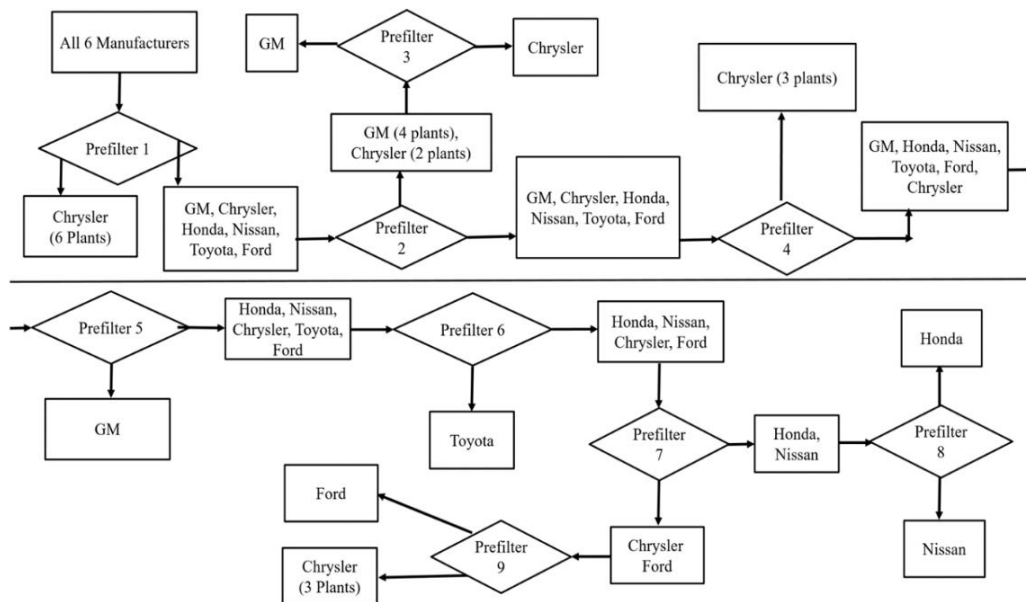 All 6 Manufacturers
Prefilter 1
Chrysler
(6 Plants)
GM, Chrysler,
Honda, Nissan,
Toyota, Ford
GM
Prefilter
3
Chrysler
GM (4 plants),
Chrysler (2 plants)
Prefilter
2
GM, Chrysler, Honda,
Nissan, Toyota, Ford
Chrysler (3 plants)
Prefilter
4
GM, Honda, Nissan,
Toyota, Ford,
Chrysler
Prefilter 5
GM
Honda, Nissan,
Chrysler, Toyota,
Ford
Prefilter 6
Toyota
Honda, Nissan,
Chrysler, Ford
Prefilter
7
Honda,
Nissan
Prefilter
8
Honda
Nissan
Chrysler
Ford
Prefilter
9
Ford
Chrysler
(3 Plants)